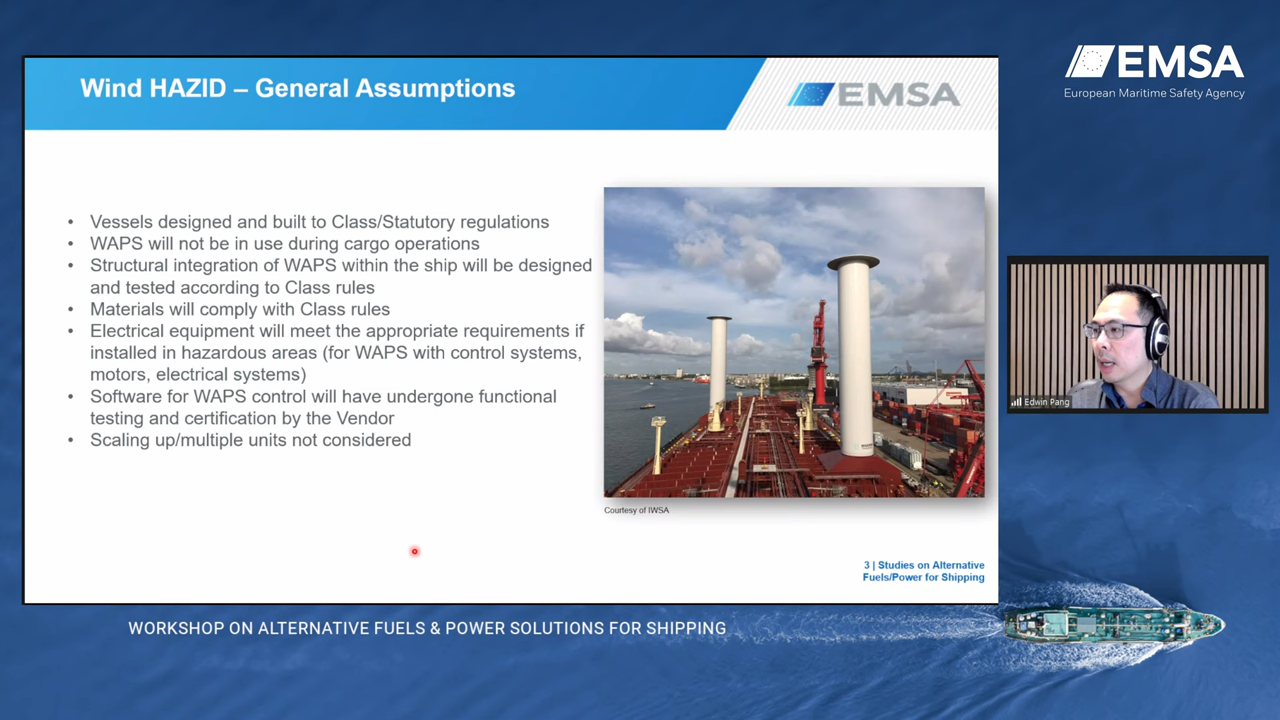 EMSA
European Maritime Safety Agency
Wind HAZID – General Assumptions
EMSA
• Vessels designed and built to Class/Statutory regulations
• WAPS will not be in use during cargo operations
• Structural integration of WAPS within the ship will be designed
and tested according to Class rules
• Materials will comply with Class rules
• Electrical equipment will meet the appropriate requirements if
installed in hazardous areas (for WAPS with control systems,
motors, electrical systems)
• Software for WAPS control will have undergone functional
testing and certification by the Vendor
• Scaling up/multiple units not considered
Courtesy of IWSA
3 | Studies on Alternative
Fuels/Power for Shipping
Edwin Pang
WORKSHOP ON ALTERNATIVE FUELS & POWER SOLUTIONS FOR SHIPPING